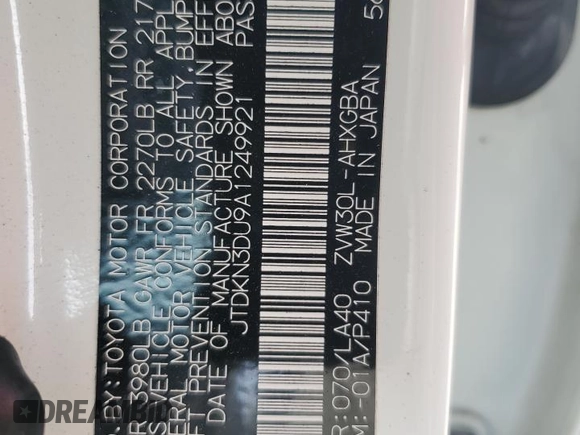 BY:TOYOTA MOTOR CORPORATION
3980LB GAWR FR 2270LB RR 217
VEHICLE CONFORMS TO ALL APPL
MOTOR VEHICLE SAFETY, BUMP
PREVENTION STANDARDS IN EFF
DATE OF MANUFACTURE SHOWN ABO
JTDKN3DU9A1249921 PAS
R:070/LA40 ZVW30L-AHXGBA
M:-01A/P410 MADE IN JAPAN 5
DREAMBID